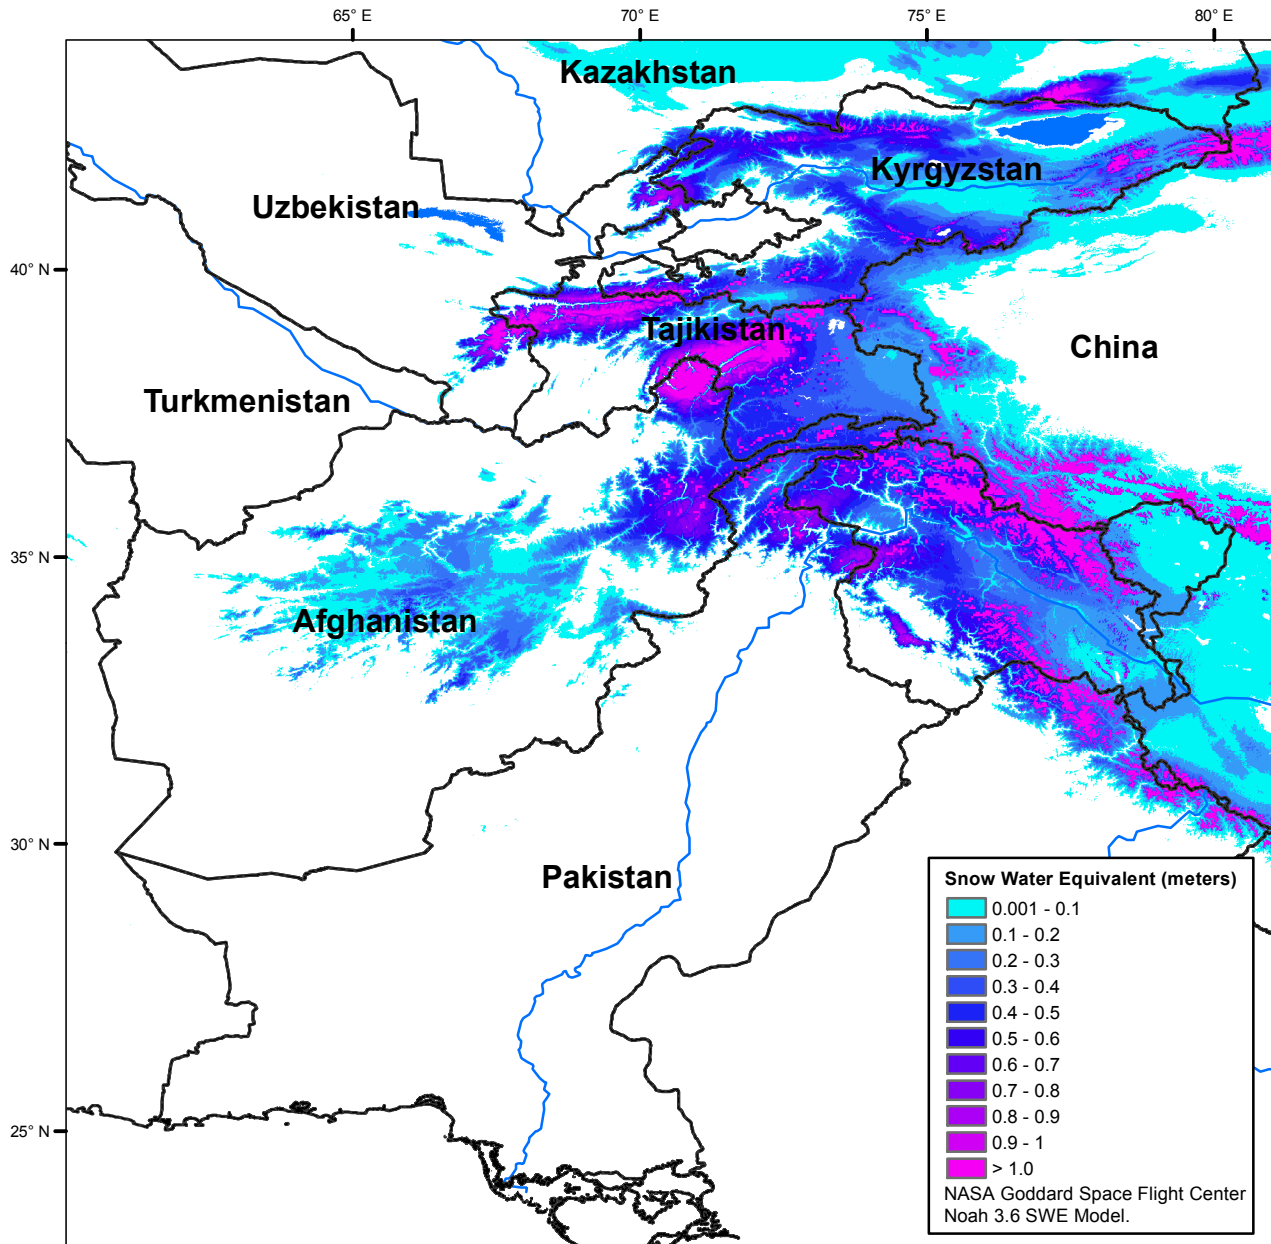 65° E 70° E 75° E 80° E
Kazakhstan
Kyrgyzstan
Uzbekistan
40° N
Tajikistan
China
Turkmenistan
35° N
Afghanistan
30° N
Pakistan
25° N
Snow Water Equivalent (meters)
0.001 - 0.1
0.1 - 0.2
0.2 - 0.3
0.3 - 0.4
0.4 - 0.5
0.5 - 0.6
0.6 - 0.7
0.7 - 0.8
0.8 - 0.9
0.9 - 1
> 1.0
NASA Goddard Space Flight Center
Noah 3.6 SWE Model.